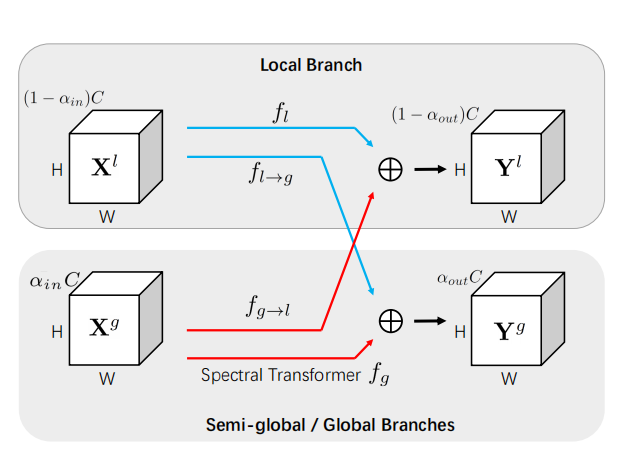 Local Branch
(1 − α_in)C
f_l
(1 − α_out)C
H
X^l
f_{l→g}
⊕
H
Y^l
W
W
α_in C
α_out C
f_{g→l}
H
X^g
⊕
H
Y^g
W
Spectral Transformer f_g
W
Semi-global / Global Branches